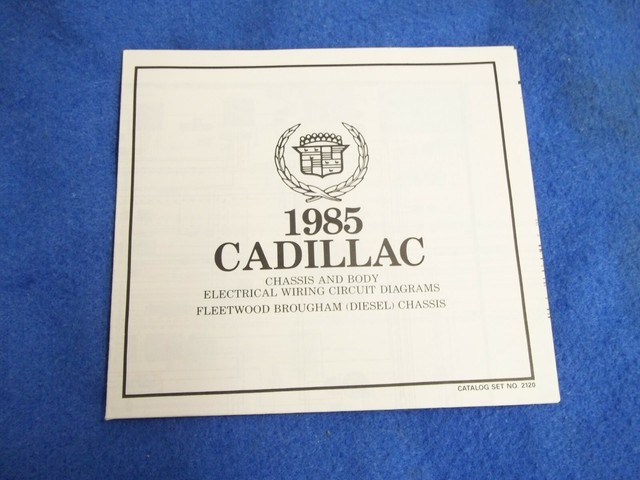 1985
CADILLAC
CHASSIS AND BODY
ELECTRICAL WIRING CIRCUIT DIAGRAMS
FLEETWOOD BROUGHAM (DIESEL) CHASSIS
CATALOG SET NO. 2120